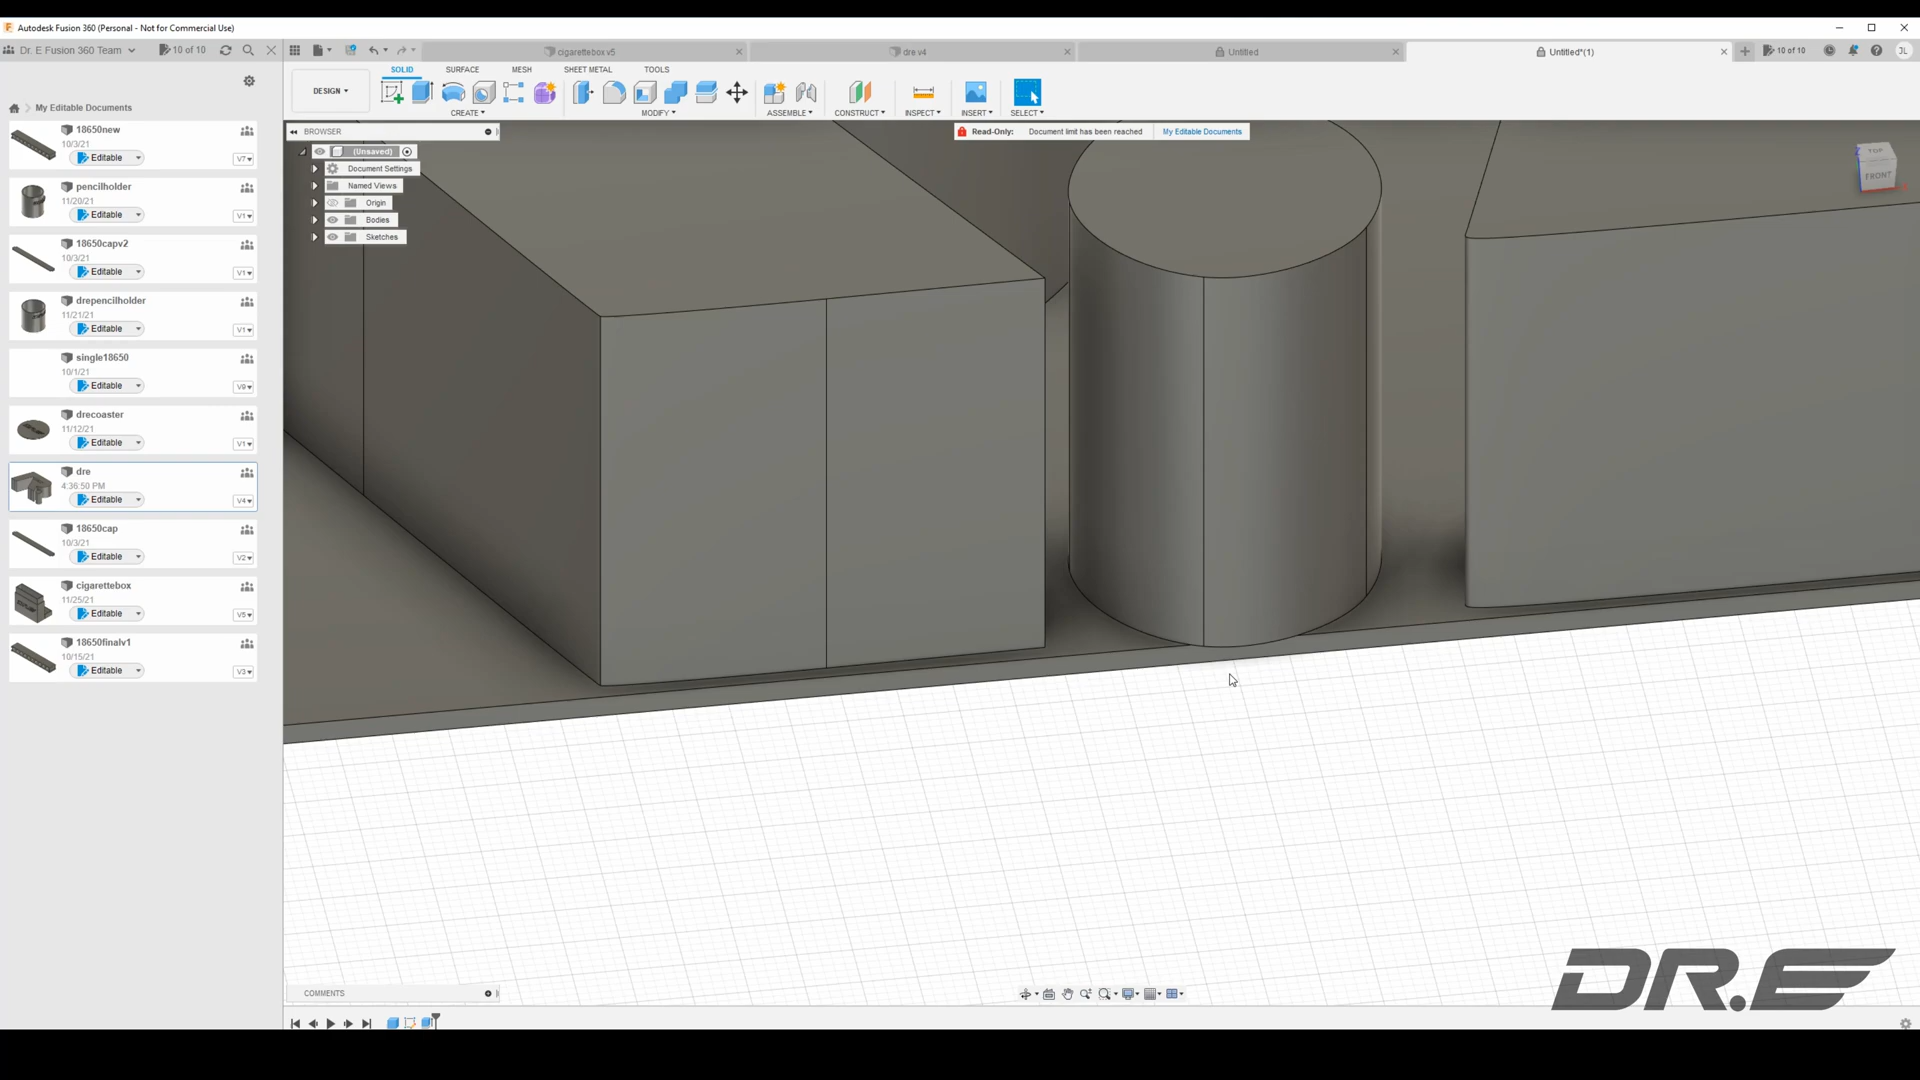 Autodesk Fusion 360 (Personal - Not for Commercial Use)
Dr. E Fusion 360 Team
10 of 10
cigarettebox v5
dre v4
Untitled
Untitled*(1)
10 of 10
JL
DESIGN
SOLID
SURFACE
MESH
SHEET METAL
TOOLS
CREATE
MODIFY
ASSEMBLE
CONSTRUCT
INSPECT
INSERT
SELECT
My Editable Documents
18650new
10/3/21
Editable
V7
pencilholder
11/20/21
Editable
V1
18650capv2
10/3/21
Editable
V1
drepencilholder
11/21/21
Editable
V1
single18650
10/1/21
Editable
V9
drecoaster
11/12/21
Editable
V1
dre
4:36:50 PM
Editable
V4
18650cap
10/3/21
Editable
V2
cigarettebox
11/25/21
Editable
V5
18650finalv1
10/15/21
Editable
V3
BROWSER
(Unsaved)
Document Settings
Named Views
Origin
Bodies
Sketches
Read-Only: Document limit has been reached My Editable Documents
TOP
FRONT
COMMENTS
DR.E